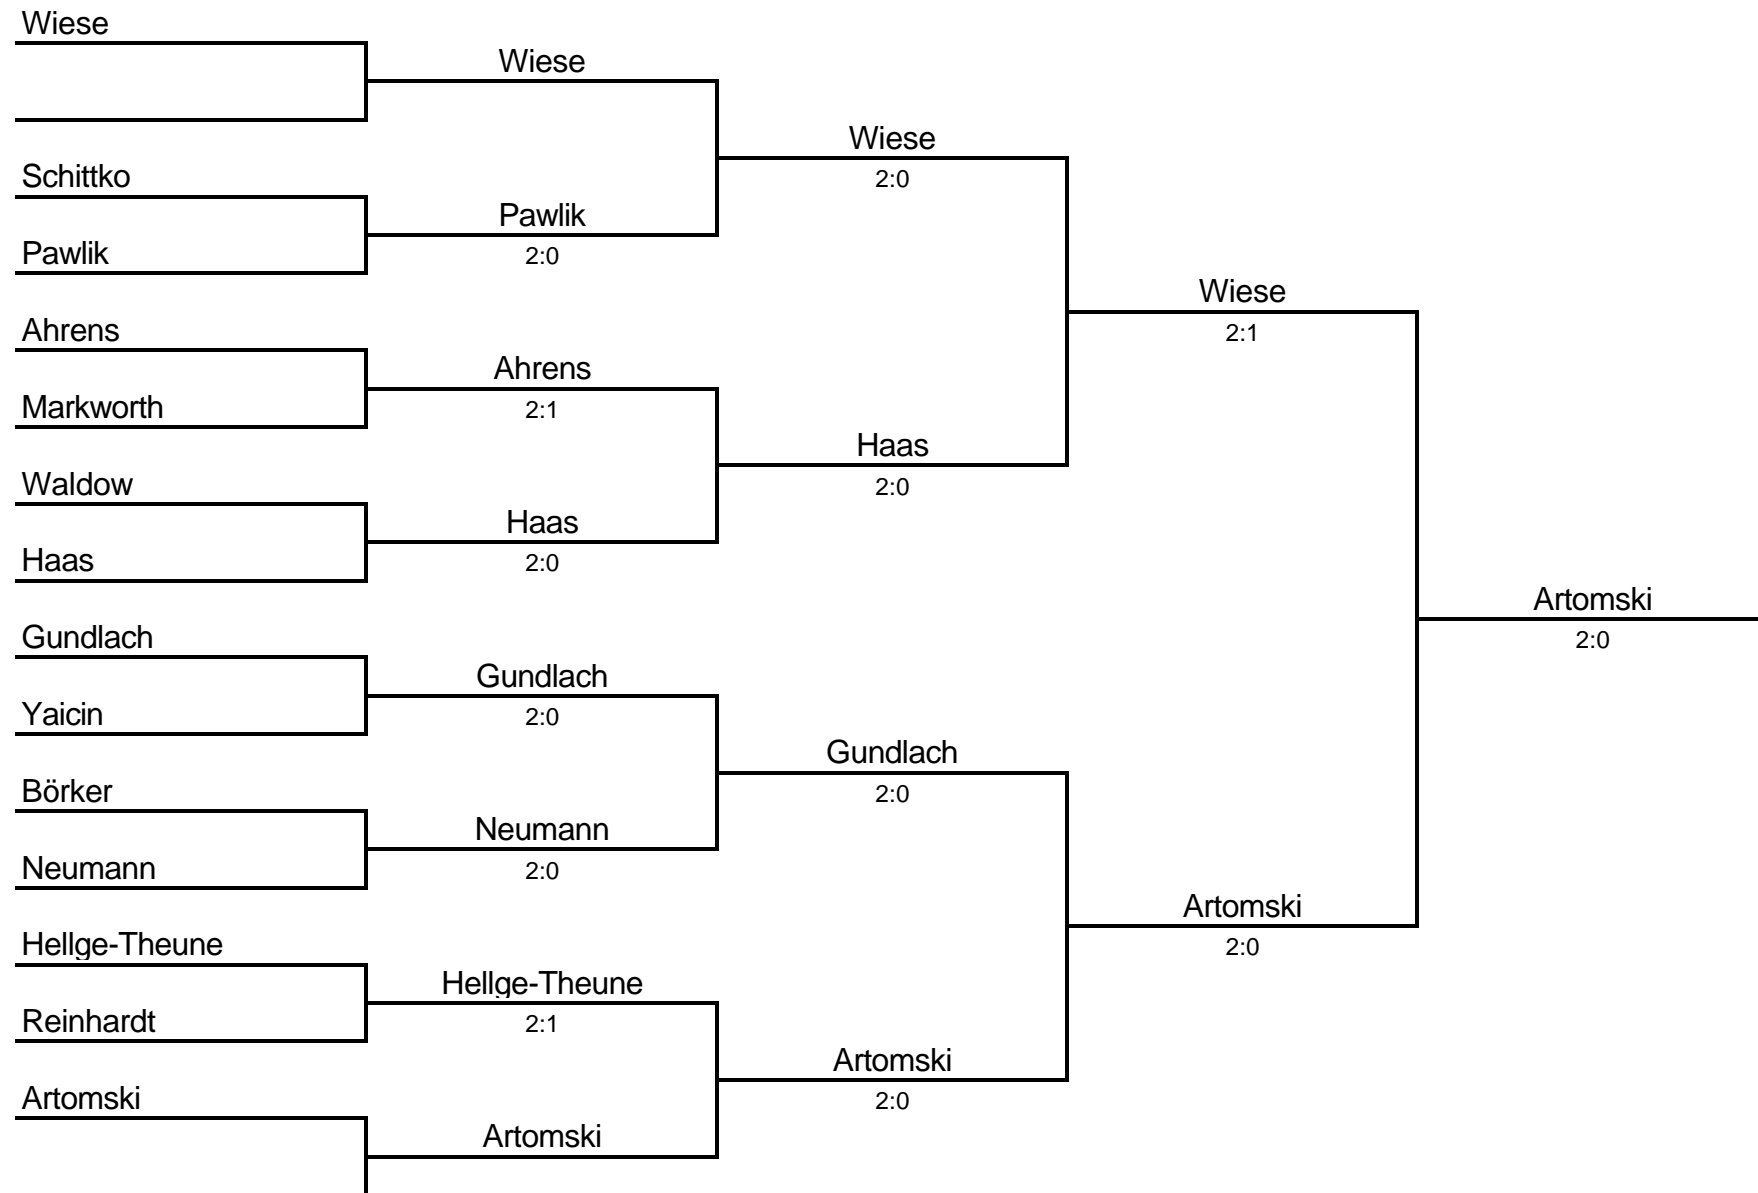 Wiese
Wiese
Wiese
2:0
Schittko
Pawlik
2:0
Pawlik
Wiese
2:1
Ahrens
Ahrens
2:1
Markworth
Haas
2:0
Waldow
Haas
2:0
Haas
Artomski
2:0
Gundlach
Gundlach
2:0
Yaicin
Gundlach
2:0
Börker
Neumann
2:0
Neumann
Artomski
2:0
Hellge-Theune
Hellge-Theune
2:1
Reinhardt
Artomski
2:0
Artomski
Artomski